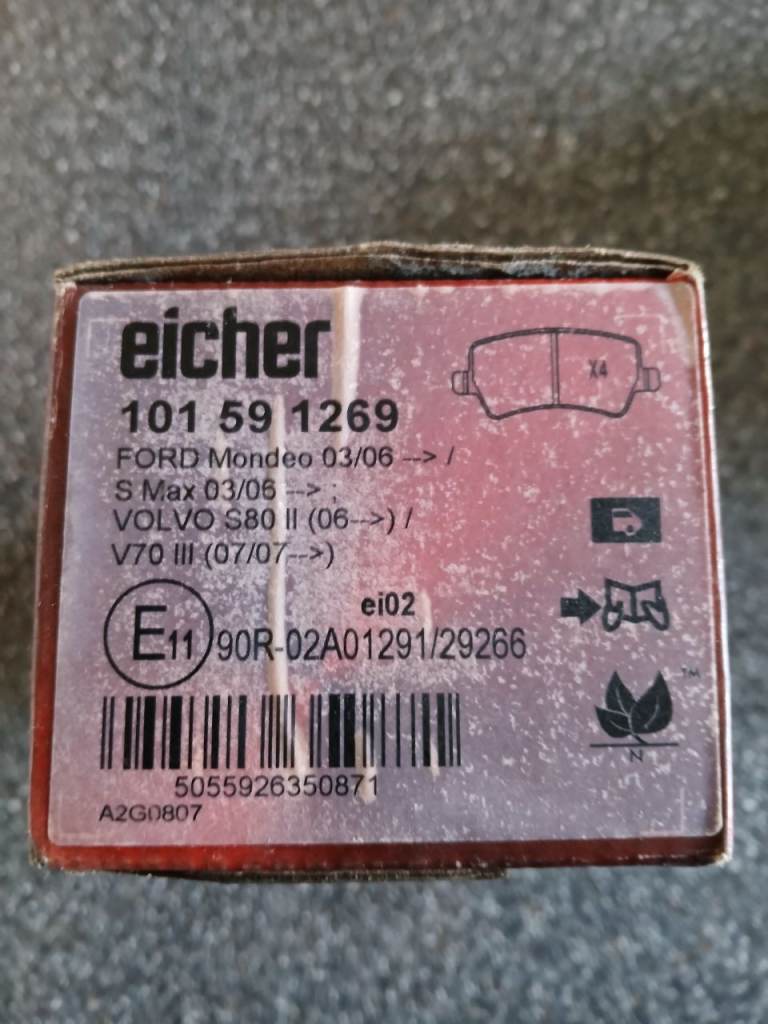 eicher
X4
101 59 1269
FORD Mondeo 03/06 --> /
S Max 03/06 --> ;
VOLVO S80 II (06-->) /
V70 III (07/07-->)
ei02
E11 90R-02A01291/29266
TM
N
5055926350871
A2G0807